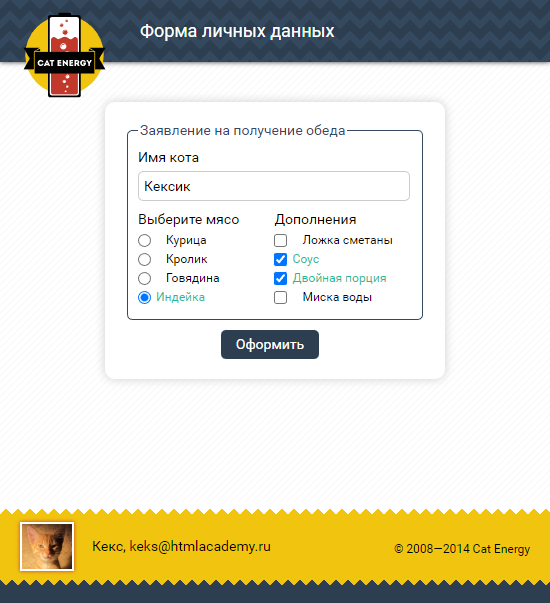 Форма личных данных
CAT ENERGY
Заявление на получение обеда
Имя кота
Кексик
Выберите мясо
Курица
Кролик
Говядина
Индейка
Дополнения
Ложка сметаны
Соус
Двойная порция
Миска воды
Оформить
Кекс, keks@htmlacademy.ru
© 2008—2014 Cat Energy